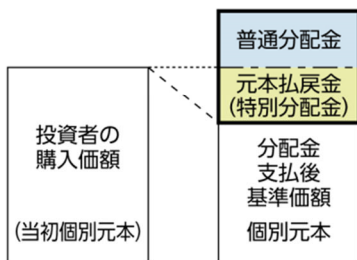 普通分配金
元本払戻金
(特別分配金)
投資者の
購入価額
(当初個別元本)
分配金
支払後
基準価額
個別元本